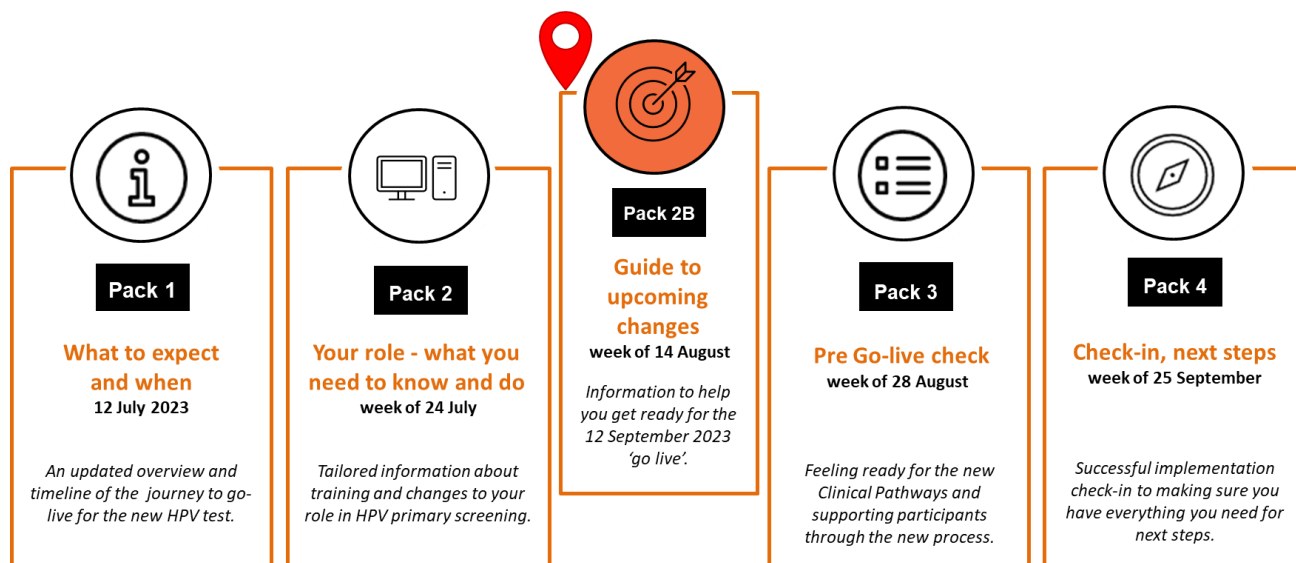 Pack 1
What to expect
and when
12 July 2023
An updated overview and
timeline of the journey to go-
live for the new HPV test.
Pack 2
Your role - what you
need to know and do
week of 24 July
Tailored information about
training and changes to your
role in HPV primary screening.
Pack 2B
Guide to
upcoming
changes
week of 14 August
Information to help
you get ready for the
12 September 2023
‘go live’.
Pack 3
Pre Go-live check
week of 28 August
Feeling ready for the new
Clinical Pathways and
supporting participants
through the new process.
Pack 4
Check-in, next steps
week of 25 September
Successful implementation
check-in to making sure you
have everything you need for
next steps.